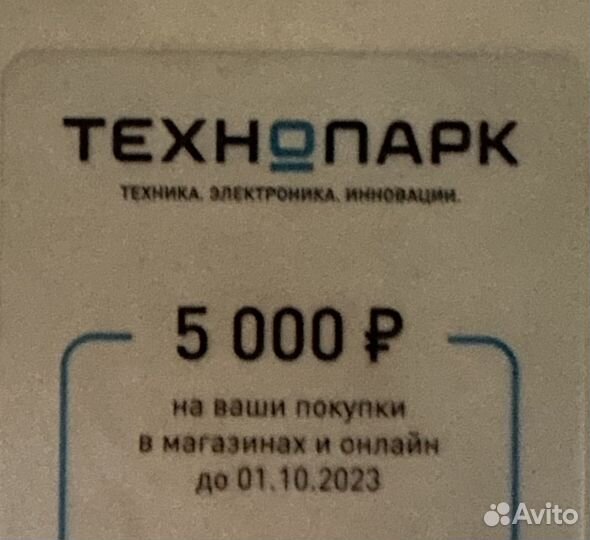 ТЕХНОПАРК
ТЕХНИКА. ЭЛЕКТРОНИКА. ИННОВАЦИИ.
5 000 ₽
на ваши покупки
в магазинах и онлайн
до 01.10.2023
Avito